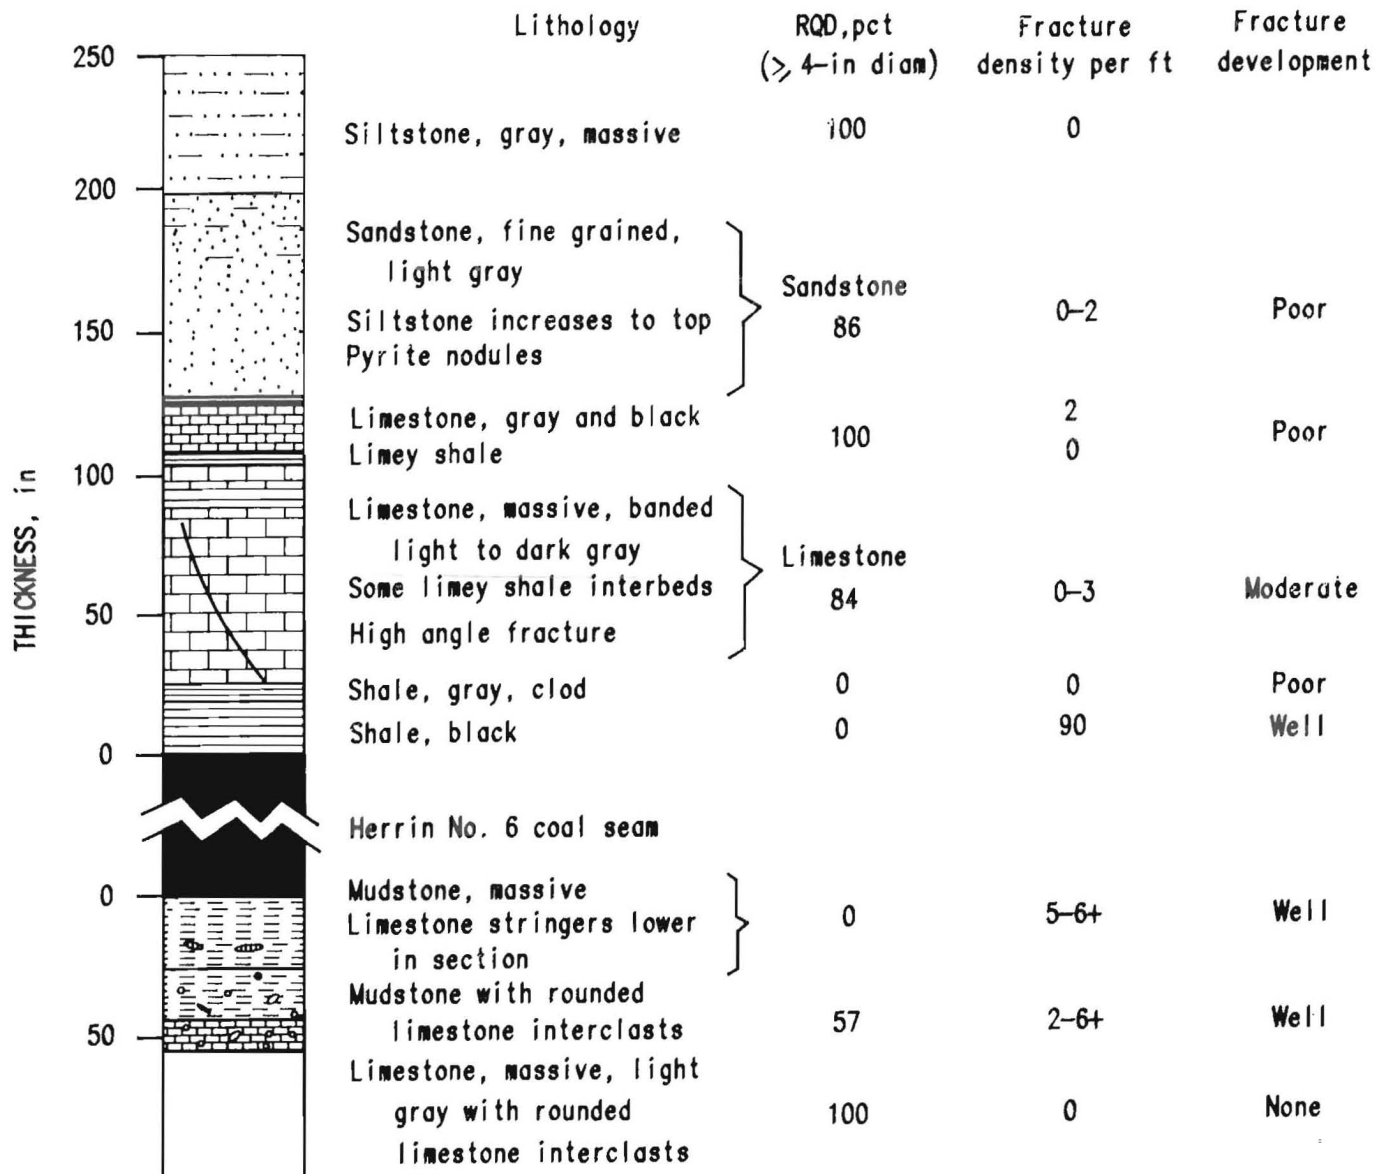 Lithology RQD,pct Fracture Fracture
(⩾ 4-in diam) density per ft development
250
Siltstone, gray, massive 100 0
200
Sandstone, fine grained,
light gray
Sandstone
Siltstone increases to top 86 0-2 Poor
150
Pyrite nodules
Limestone, gray and black 2
100 Poor
Limey shale 0
100
Limestone, massive, banded
light to dark gray
Limestone
Some limey shale interbeds 84 0-3 Moderate
50
High angle fracture
Shale, gray, clod 0 0 Poor
Shale, black 0 90 Well
0
THICKNESS, in
Herrin No. 6 coal seam
0
Mudstone, massive
Limestone stringers lower 0 5-6+ Well
in section
Mudstone with rounded
limestone interclasts 57 2-6+ Well
50
Limestone, massive, light
gray with rounded 100 0 None
limestone interclasts